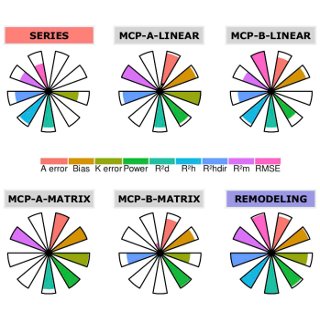 SERIES MCP-A-LINEAR MCP-B-LINEAR
A error Bias K error Power R²d R²h R²hdir R²m RMSE
MCP-A-MATRIX MCP-B-MATRIX REMODELING